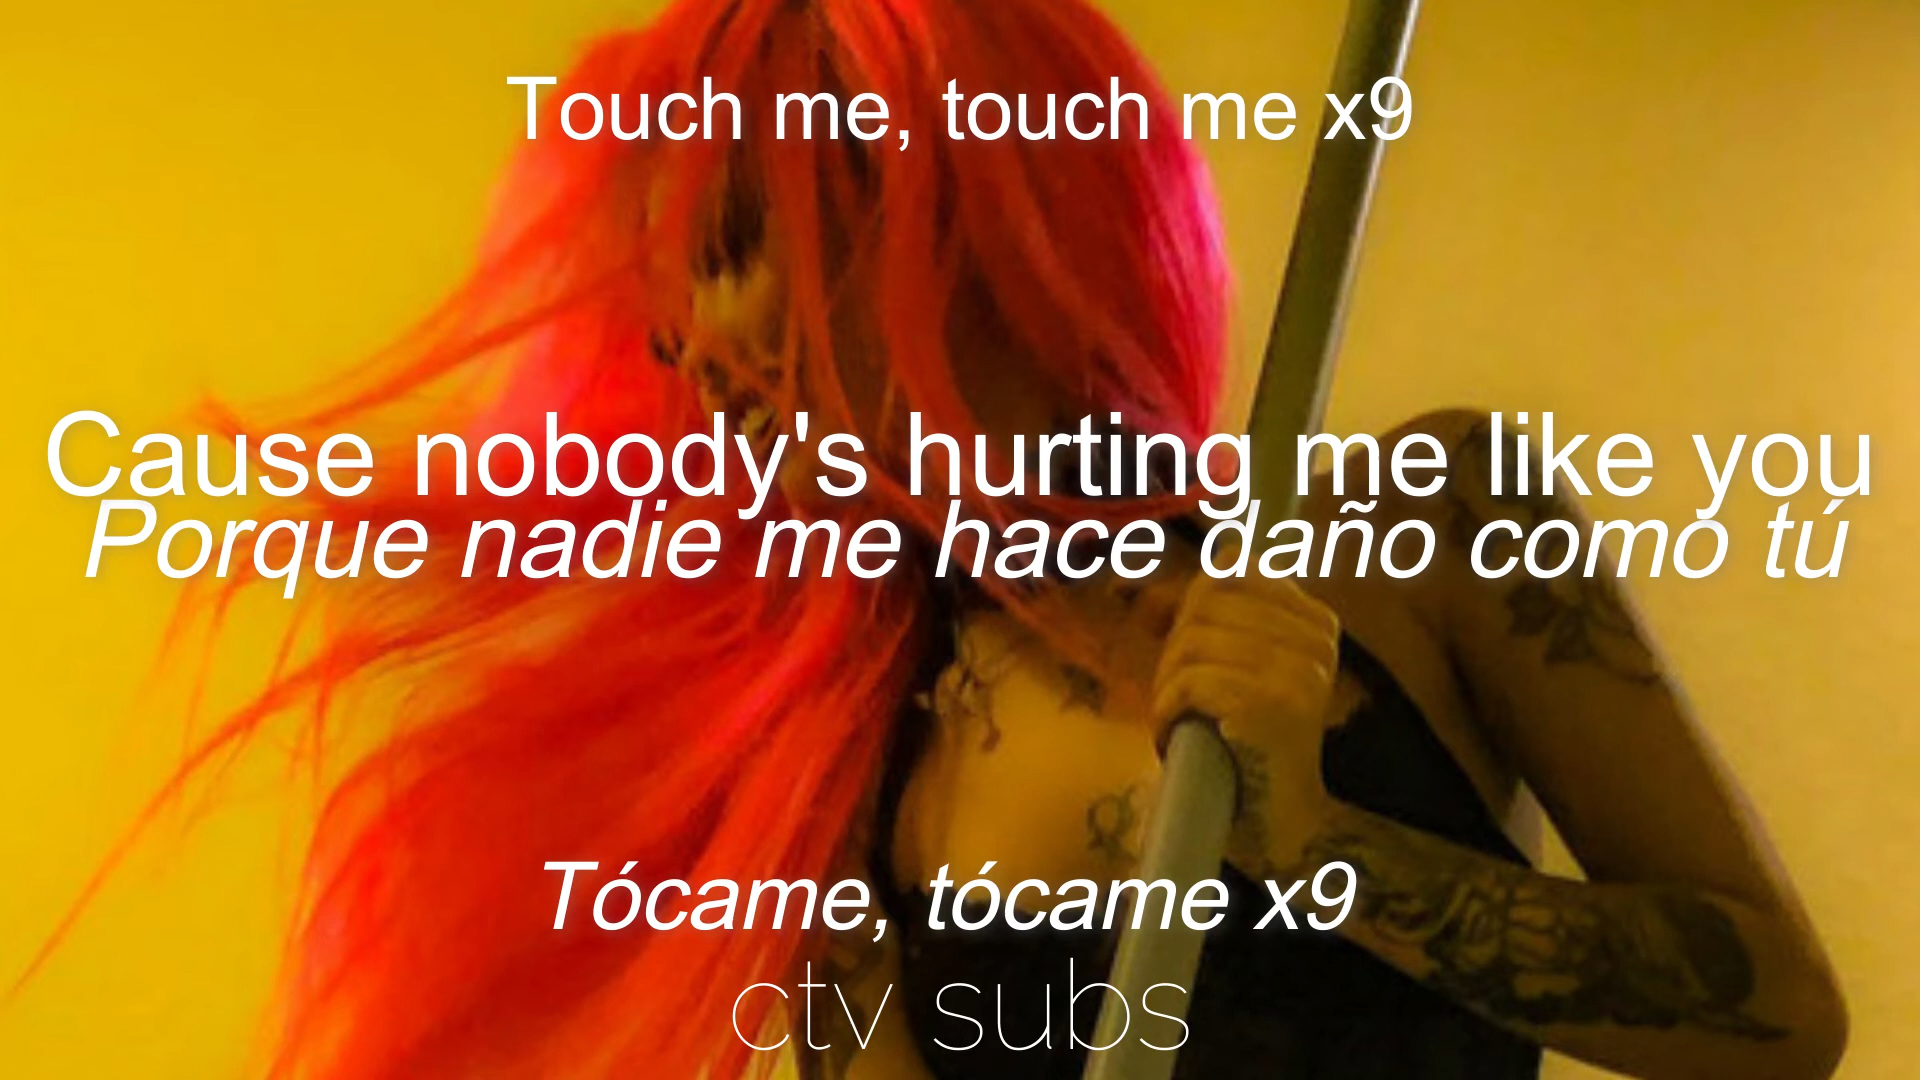 Touch me, touch me x9
Cause nobody's hurting me like you
Porque nadie me hace daño como tú
Tócame, tócame x9
ctv subs